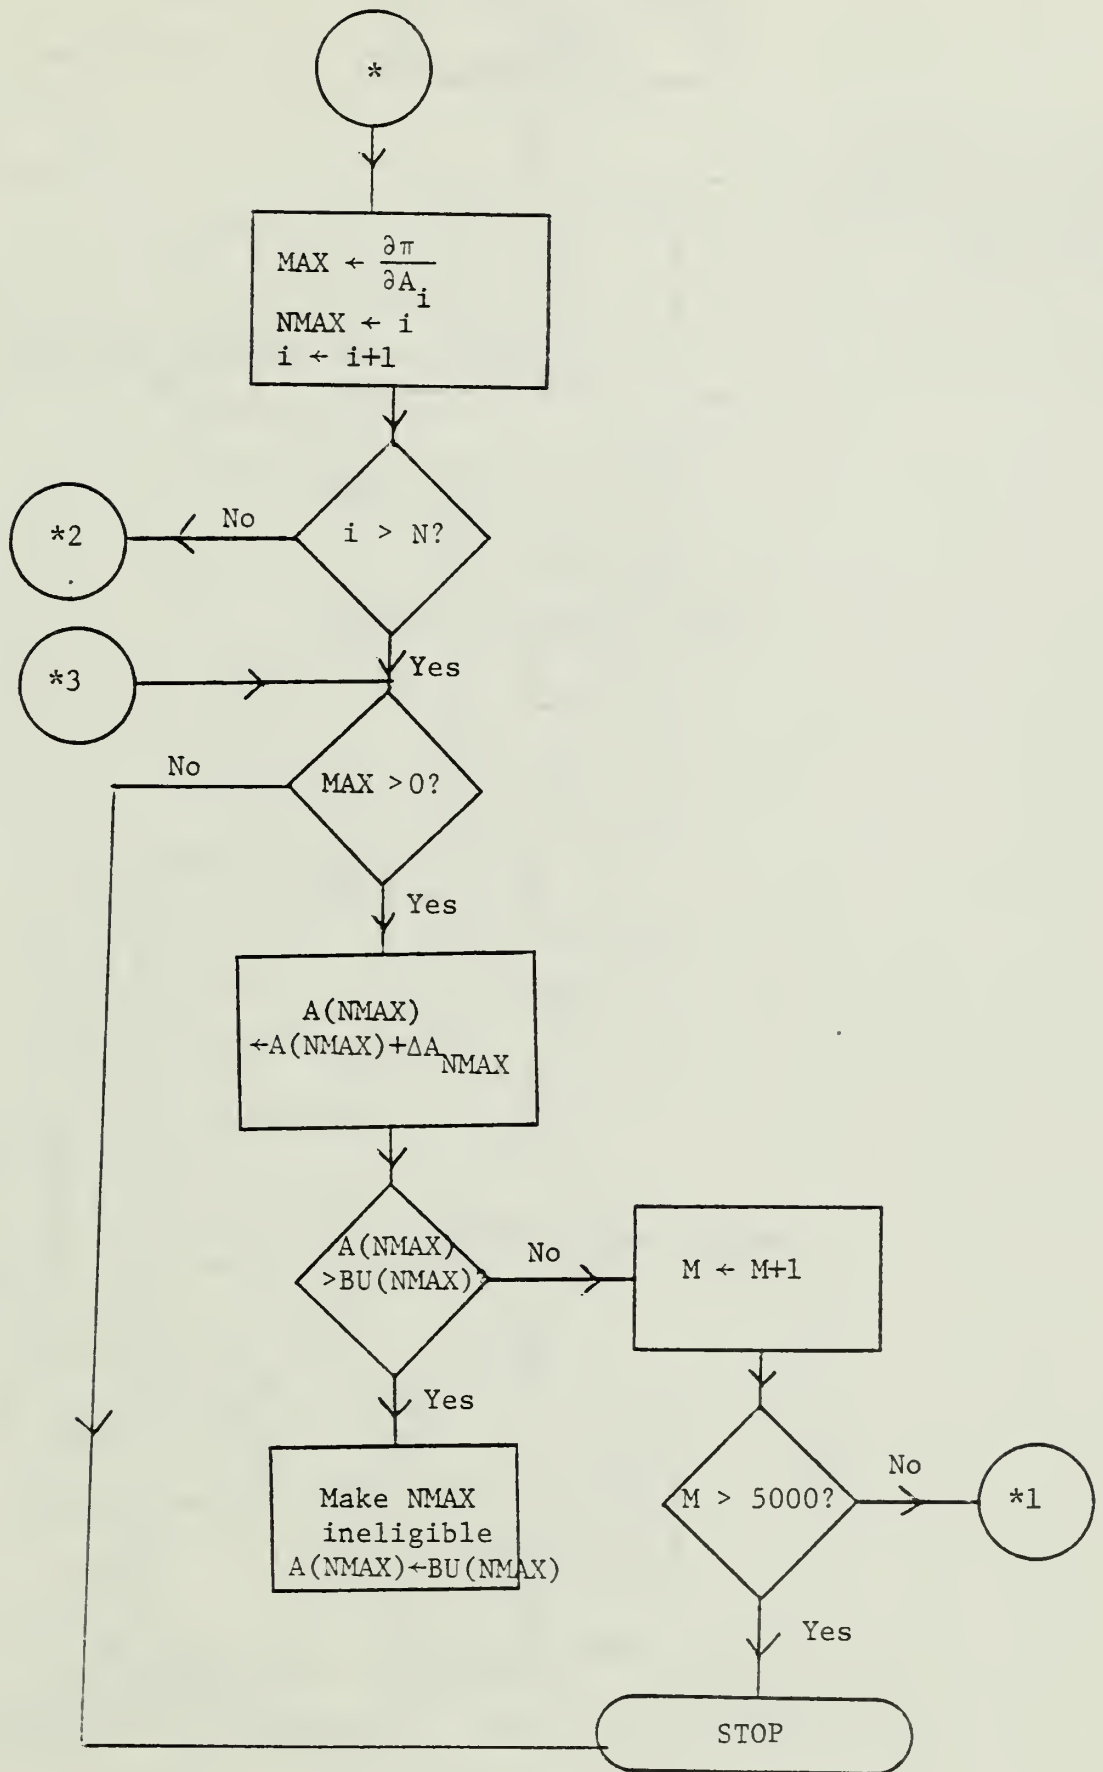 *
MAX ← ∂π/∂A_i
NMAX ← i
i ← i+1
i > N?
No
*2
Yes
*3
MAX >0?
No
Yes
A(NMAX)
←A(NMAX)+ΔA_NMAX
A(NMAX)
>BU(NMAX)?
No
M ← M+1
Yes
Make NMAX
ineligible
A(NMAX)←BU(NMAX)
M > 5000?
No
*1
Yes
STOP